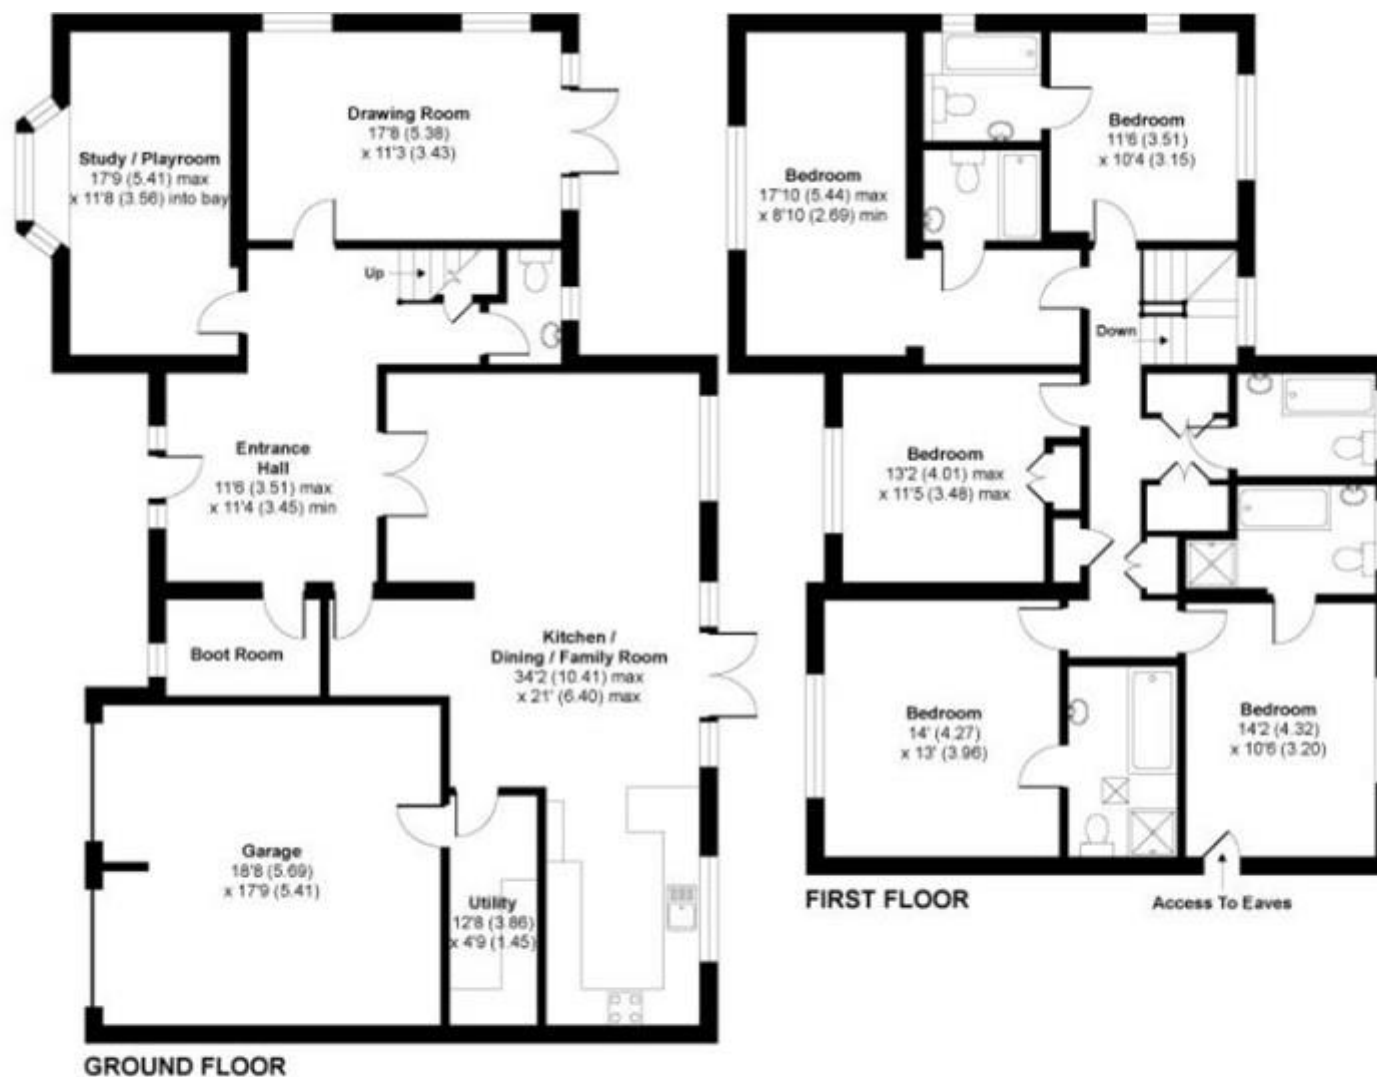 Drawing Room
17'8 (5.38)
x 11'3 (3.43)
Study / Playroom
17'9 (5.41) max
x 11'8 (3.56) into bay
Up
Entrance
Hall
11'6 (3.51) max
x 11'4 (3.45) min
Boot Room
Kitchen /
Dining / Family Room
34'2 (10.41) max
x 21' (6.40) max
Garage
18'8 (5.69)
x 17'9 (5.41)
Utility
12'8 (3.86)
x 4'9 (1.45)
GROUND FLOOR
Bedroom
11'6 (3.51)
x 10'4 (3.15)
Bedroom
17'10 (5.44) max
x 8'10 (2.69) min
Down
Bedroom
13'2 (4.01) max
x 11'5 (3.48) max
Bedroom
14' (4.27)
x 13' (3.96)
Bedroom
14'2 (4.32)
x 10'6 (3.20)
FIRST FLOOR
Access To Eaves